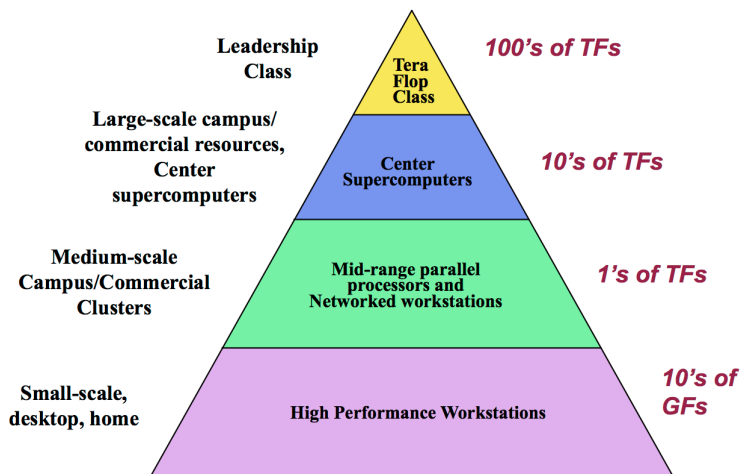 Leadership
Class
Tera
Flop
Class
100's of TFs
Large-scale campus/
commercial resources,
Center
supercomputers
Center
Supercomputers
10's of TFs
Medium-scale
Campus/Commercial
Clusters
Mid-range parallel
processors and
Networked workstations
1's of TFs
Small-scale,
desktop, home
High Performance Workstations
10's of
GFs